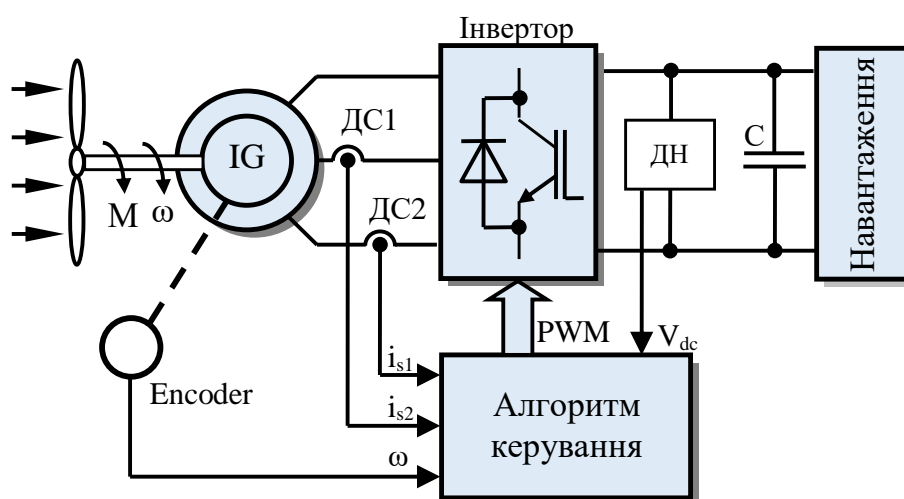 Інвертор
ДС1
IG
M ω
ДС2
ДН
C
Навантаження
PWM
Vdc
Encoder
is1
is2
ω
Алгоритм
керування